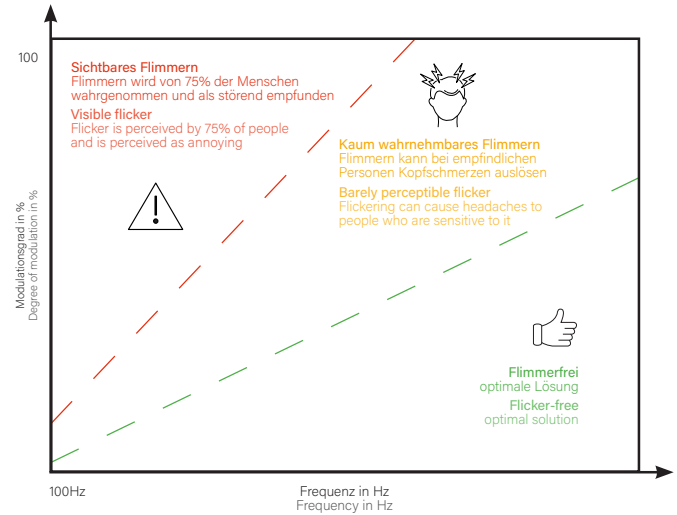 100
Sichtbares Flimmern
Flimmern wird von 75% der Menschen
wahrgenommen und als störend empfunden
Visible flicker
Flicker is perceived by 75% of people
and is perceived as annoying
Kaum wahrnehmbares Flimmern
Flimmern kann bei empfindlichen
Personen Kopfschmerzen auslösen
Barely perceptible flicker
Flickering can cause headaches to
people who are sensitive to it
Modulationsgrad in %
Degree of modulation in %
Flimmerfrei
optimale Lösung
Flicker-free
optimal solution
100Hz
Frequenz in Hz
Frequency in Hz